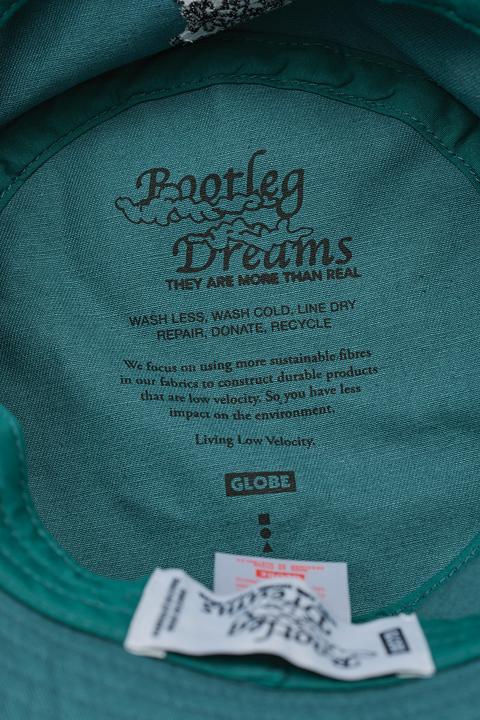 Bootleg
Dreams
THEY ARE MORE THAN REAL
WASH LESS, WASH COLD, LINE DRY
REPAIR, DONATE, RECYCLE
We focus on using more sustainable fibres
in our fabrics to construct durable products
that are low velocity. So you have less
impact on the environment.
Living Low Velocity.
GLOBE
Bootleg
Dreams